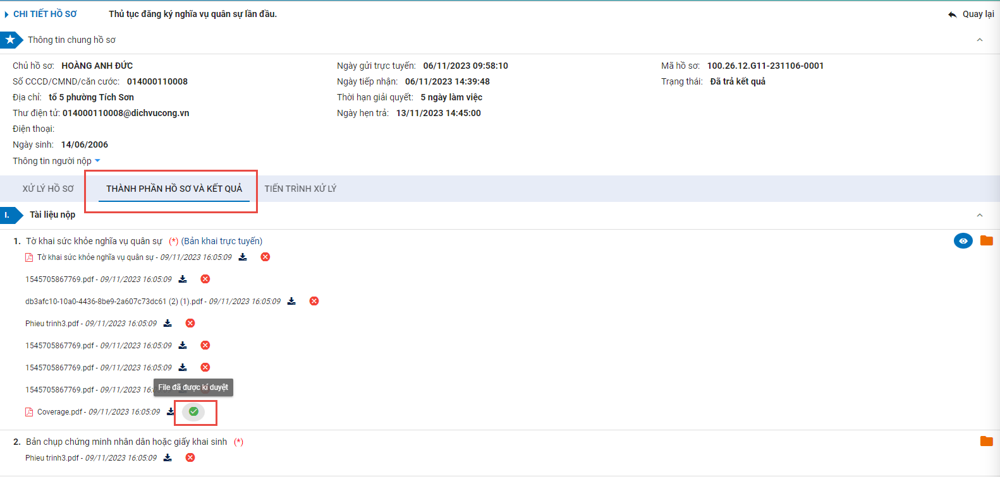 CHI TIẾT HỒ SƠ Thủ tục đăng ký nghĩa vụ quân sự lần đầu. Quay lại
Thông tin chung hồ sơ
Chủ hồ sơ: HOÀNG ANH ĐỨC Ngày gửi trực tuyến: 06/11/2023 09:58:10 Mã hồ sơ: 100.26.12.G11-231106-0001
Số CCCD/CMND/căn cước: 014000110008 Ngày tiếp nhận: 06/11/2023 14:39:48 Trạng thái: Đã trả kết quả
Địa chỉ: tổ 5 phường Tích Sơn Thời hạn giải quyết: 5 ngày làm việc
Thư điện tử: 014000110008@dichvucong.vn Ngày hẹn trả: 13/11/2023 14:45:00
Điện thoại:
Ngày sinh: 14/06/2006
Thông tin người nộp
XỬ LÝ HỒ SƠ THÀNH PHẦN HỒ SƠ VÀ KẾT QUẢ TIẾN TRÌNH XỬ LÝ
I. Tài liệu nộp
1. Tờ khai sức khỏe nghĩa vụ quân sự (*) (Bản khai trực tuyến)
Tờ khai sức khỏe nghĩa vụ quân sự - 09/11/2023 16:05:09
1545705867769.pdf - 09/11/2023 16:05:09
db3afc10-10a0-4436-8be9-2a607c73dc61 (2) (1).pdf - 09/11/2023 16:05:09
Phieu trinh3.pdf - 09/11/2023 16:05:09
1545705867769.pdf - 09/11/2023 16:05:09
1545705867769.pdf - 09/11/2023 16:05:09
1545705867769.pdf - 09/11/2023 16:
File đã được kí duyệt
Coverage.pdf - 09/11/2023 16:05:09
2. Bản chụp chứng minh nhân dân hoặc giấy khai sinh (*)
Phieu trinh3.pdf - 09/11/2023 16:05:09